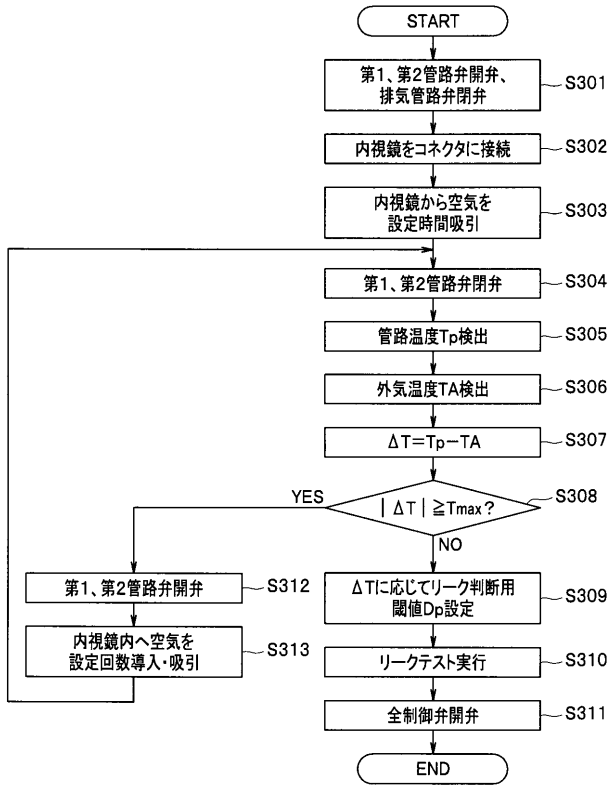 START
第1、第2管路弁開弁、
排気管路弁閉弁
S301
内視鏡をコネクタに接続
S302
内視鏡から空気を
設定時間吸引
S303
第1、第2管路弁閉弁
S304
管路温度Tp検出
S305
外気温度TA検出
S306
ΔT=Tp-TA
S307
|ΔT|≧Tmax?
S308
YES
NO
第1、第2管路弁開弁
S312
内視鏡内へ空気を
設定回数導入・吸引
S313
ΔTに応じてリーク判断用
閾値Dp設定
S309
リークテスト実行
S310
全制御弁開弁
S311
END